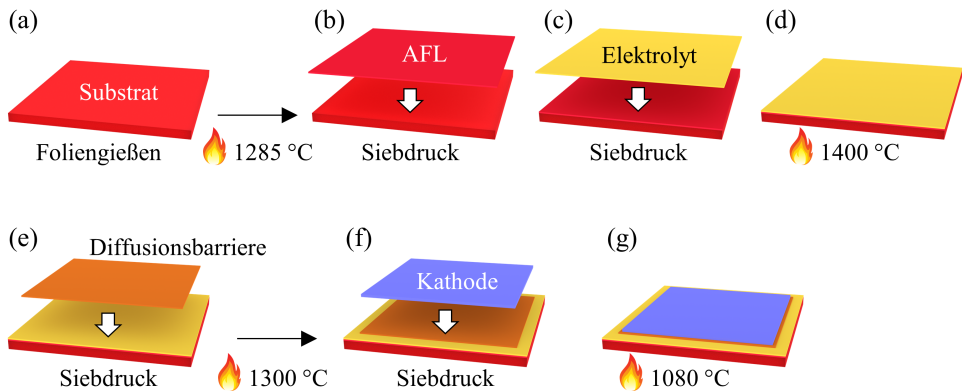 (a)
Substrat
Foliengießen
1285 °C
(b)
AFL
Siebdruck
(c)
Elektrolyt
Siebdruck
(d)
1400 °C
(e)
Diffusionsbarriere
Siebdruck
1300 °C
(f)
Kathode
Siebdruck
(g)
1080 °C